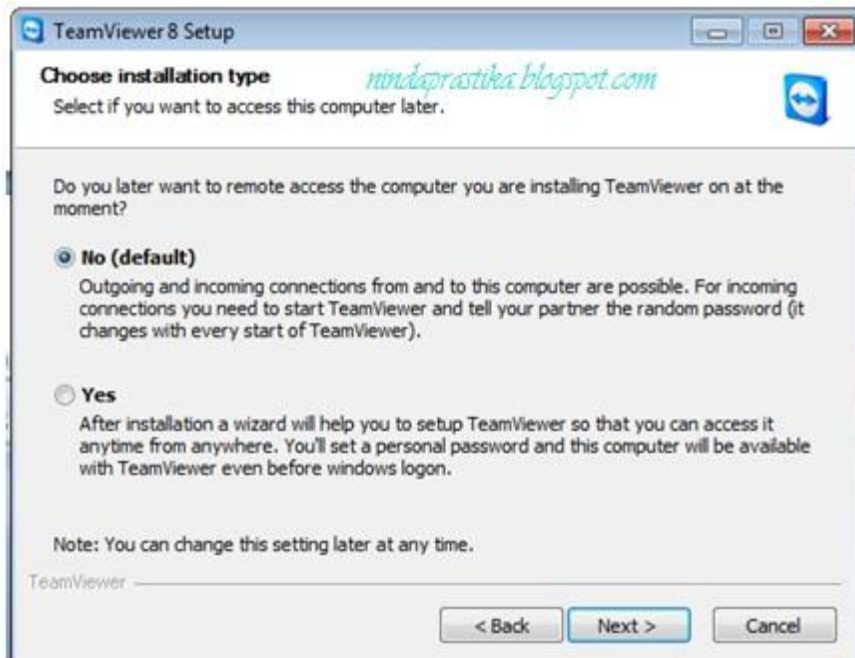 TeamViewer 8 Setup
Choose installation type
nindaprastika.blogspot.com
Select if you want to access this computer later.
Do you later want to remote access the computer you are installing TeamViewer on at the
moment?
No (default)
Outgoing and incoming connections from and to this computer are possible. For incoming
connections you need to start TeamViewer and tell your partner the random password (it
changes with every start of TeamViewer).
Yes
After installation a wizard will help you to setup TeamViewer so that you can access it
anytime from anywhere. You'll set a personal password and this computer will be available
with TeamViewer even before windows logon.
Note: You can change this setting later at any time.
TeamViewer
< Back
Next >
Cancel